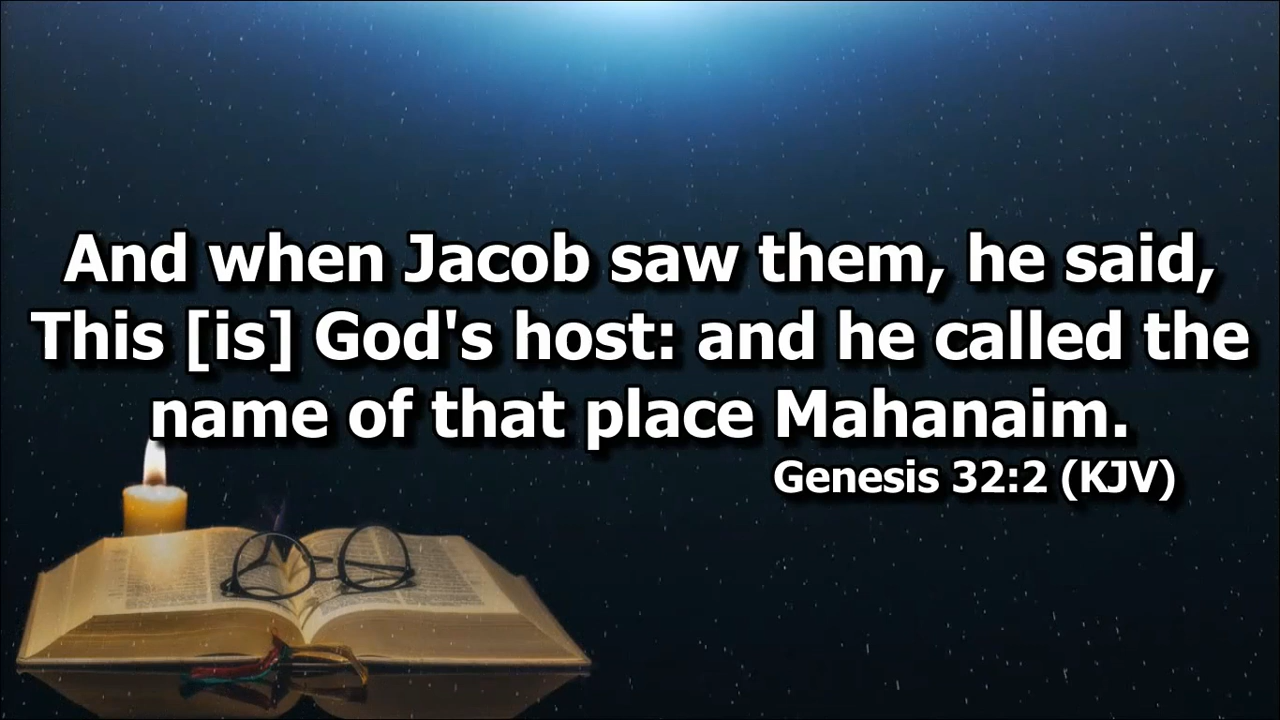 And when Jacob saw them, he said,
This [is] God's host: and he called the
name of that place Mahanaim.
Genesis 32:2 (KJV)